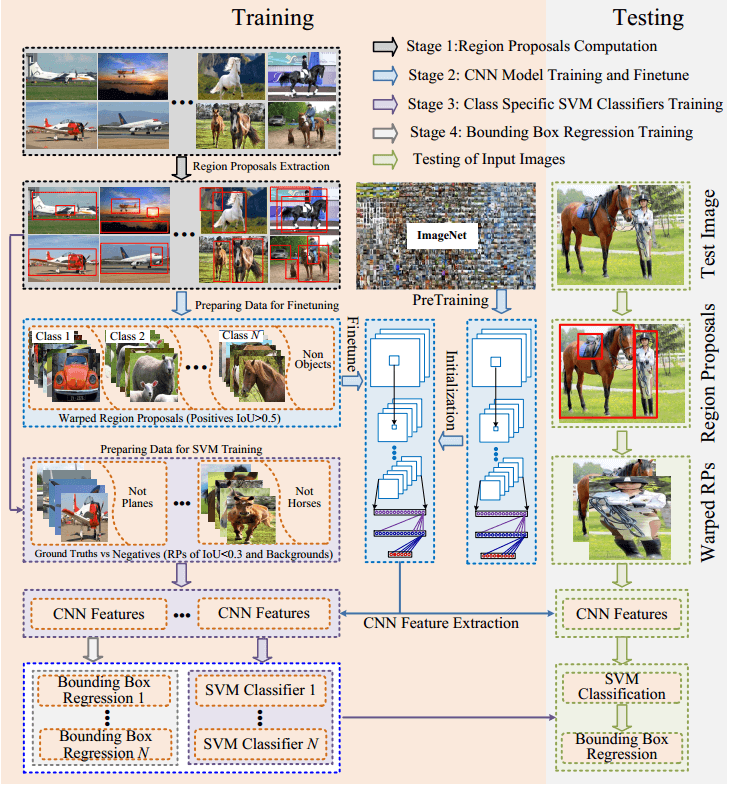 Training
Testing
Stage 1:Region Proposals Computation
Stage 2: CNN Model Training and Finetune
Stage 3: Class Specific SVM Classifiers Training
Stage 4: Bounding Box Regression Training
Testing of Input Images
Region Proposals Extraction
ImageNet
Test Image
Preparing Data for Finetuning
PreTraining
Class 1
Class 2
Class N
Non
Objects
Warped Region Proposals (Positives IoU>0.5)
Finetune
Initialization
Region Proposals
Preparing Data for SVM Training
Not
Planes
Not
Horses
Ground Truths vs Negatives (RPs of IoU<0.3 and Backgrounds)
Warped RPs
CNN Features
CNN Features
CNN Feature Extraction
CNN Features
Bounding Box
Regression 1
Bounding Box
Regression N
SVM Classifier 1
SVM Classifier N
SVM
Classification
Bounding Box
Regression